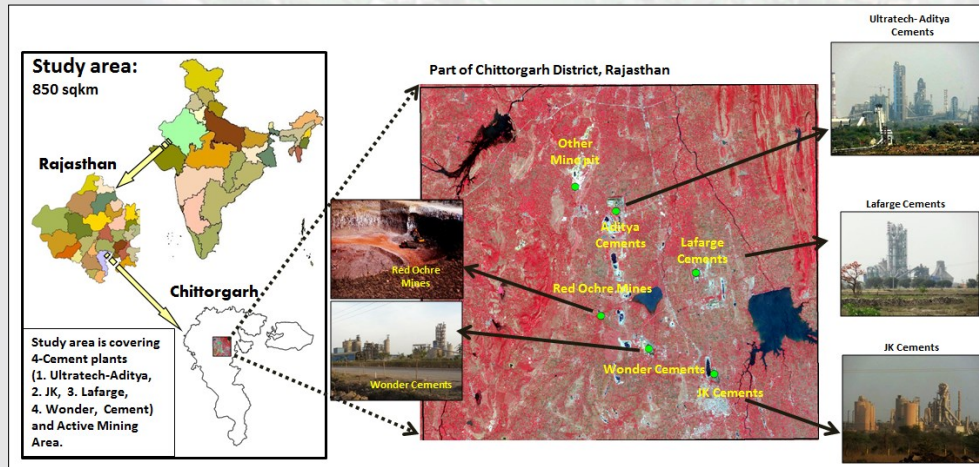 Study area:
850 sqkm
Rajasthan
Chittorgarh
Study area is covering
4-Cement plants
(1. Ultratech-Aditya,
2. JK, 3. Lafarge,
4. Wonder, Cement)
and Active Mining
Area.
Part of Chittorgarh District, Rajasthan
Other
Mine pit
Aditya
Cements
Lafarge
Cements
Red Ochre Mines
Wonder Cements
JK Cements
Red Ochre
Mines
Wonder Cements
Ultratech- Aditya
Cements
Lafarge Cements
JK Cements